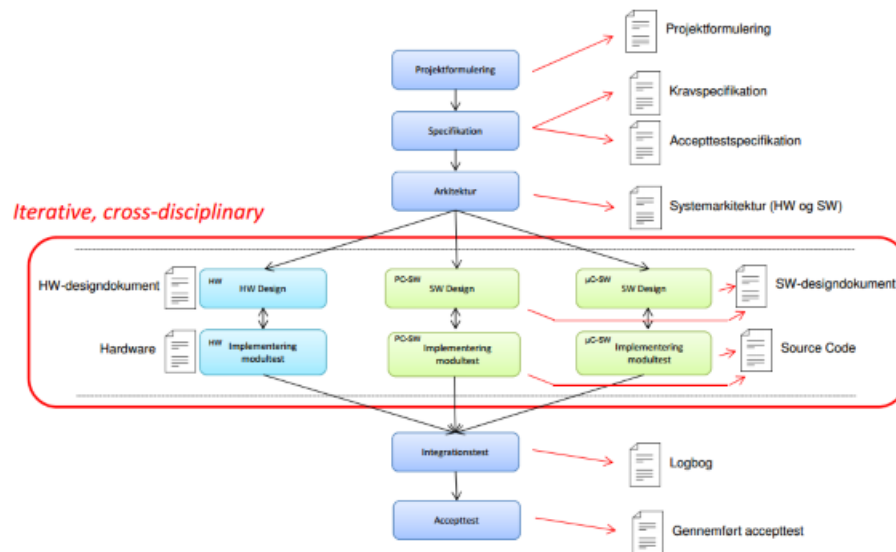 Projektformulering
Projektformulering
Kravspecifikation
Specifikation
Accepttestspecifikation
Arkitektur
Systemarkitektur (HW og SW)
Iterative, cross-disciplinary
HW-designdokument
HW
HW Design
PC-SW
SW Design
µC-SW
SW Design
SW-designdokument
Hardware
HW
Implementering
modultest
PC-SW
Implementering
modultest
µC-SW
Implementering
modultest
Source Code
Integrationstest
Logbog
Accepttest
Gennemført accepttest